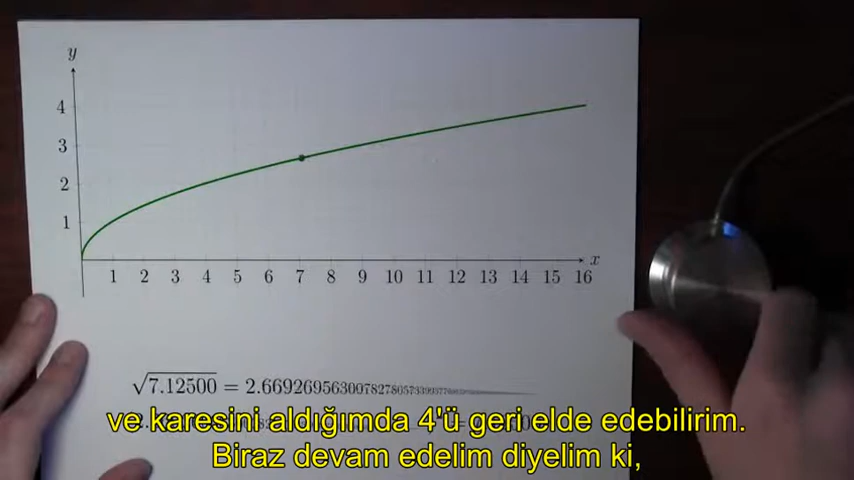 y
4
3
2
1
x
1 2 3 4 5 6 7 8 9 10 11 12 13 14 15 16
√7.12500 = 2.669269563007827805733993
ve karesini aldığımda 4'ü geri elde edebilirim.
Biraz devam edelim diyelim ki,